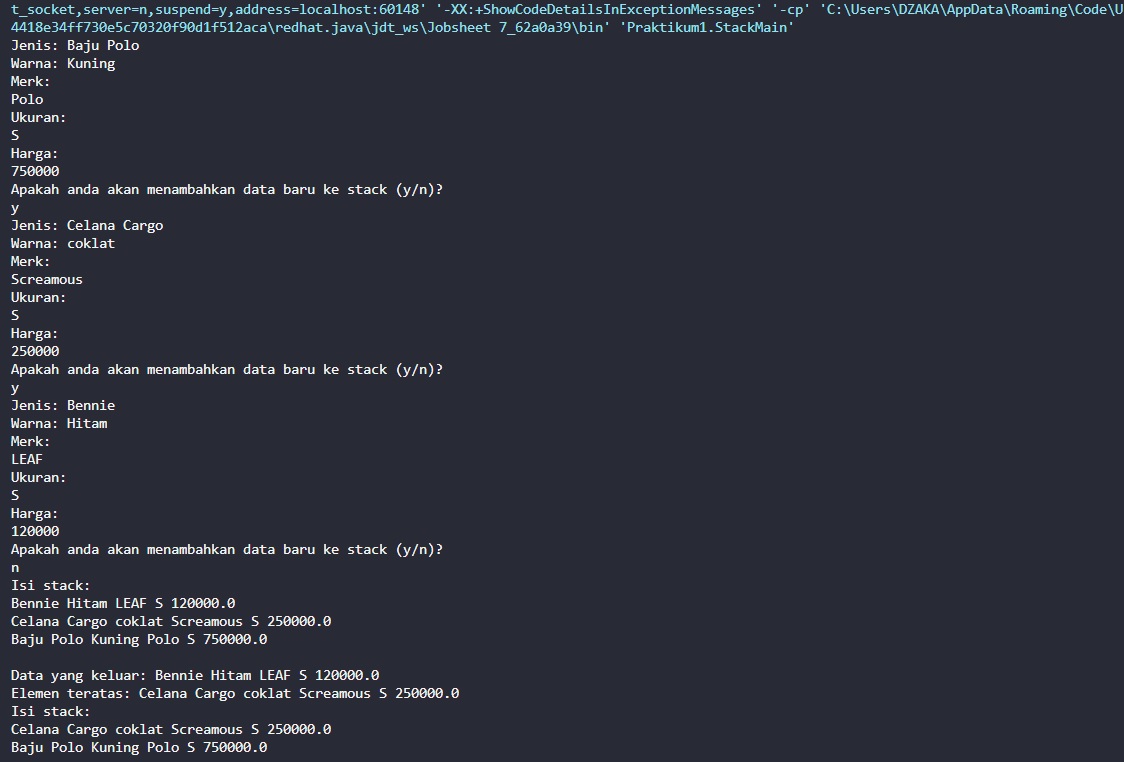 t_socket,server=n,suspend=y,address=localhost:60148' '-XX:+ShowCodeDetailsInExceptionMessages' '-cp' 'C:\Users\DZAKA\AppData\Roaming\Code\U
4418e34ff730e5c70320f90d1f512aca\redhat.java\jdt_ws\Jobsheet 7_62a0a39\bin' 'Praktikum1.StackMain'
Jenis: Baju Polo
Warna: Kuning
Merk:
Polo
Ukuran:
S
Harga:
750000
Apakah anda akan menambahkan data baru ke stack (y/n)?
y
Jenis: Celana Cargo
Warna: coklat
Merk:
Screamous
Ukuran:
S
Harga:
250000
Apakah anda akan menambahkan data baru ke stack (y/n)?
y
Jenis: Bennie
Warna: Hitam
Merk:
LEAF
Ukuran:
S
Harga:
120000
Apakah anda akan menambahkan data baru ke stack (y/n)?
n
Isi stack:
Bennie Hitam LEAF S 120000.0
Celana Cargo coklat Screamous S 250000.0
Baju Polo Kuning Polo S 750000.0

Data yang keluar: Bennie Hitam LEAF S 120000.0
Elemen teratas: Celana Cargo coklat Screamous S 250000.0
Isi stack:
Celana Cargo coklat Screamous S 250000.0
Baju Polo Kuning Polo S 750000.0